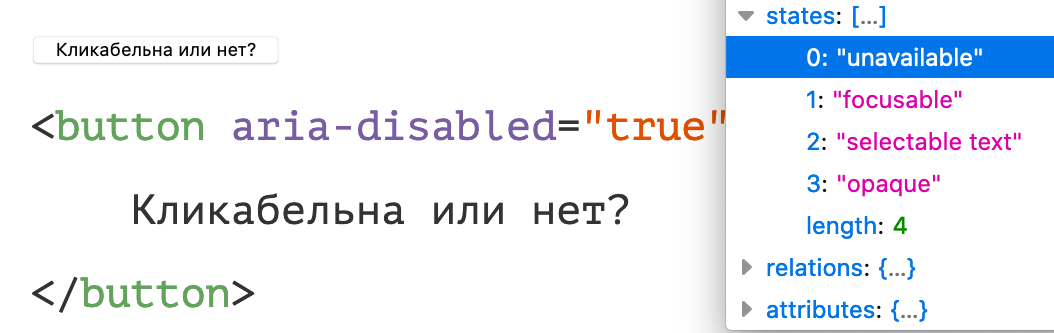 Кликабельна или нет?
<button aria-disabled="true"
Кликабельна или нет?
</button>
states: […]
0: "unavailable"
1: "focusable"
2: "selectable text"
3: "opaque"
length: 4
relations: {…}
attributes: {…}